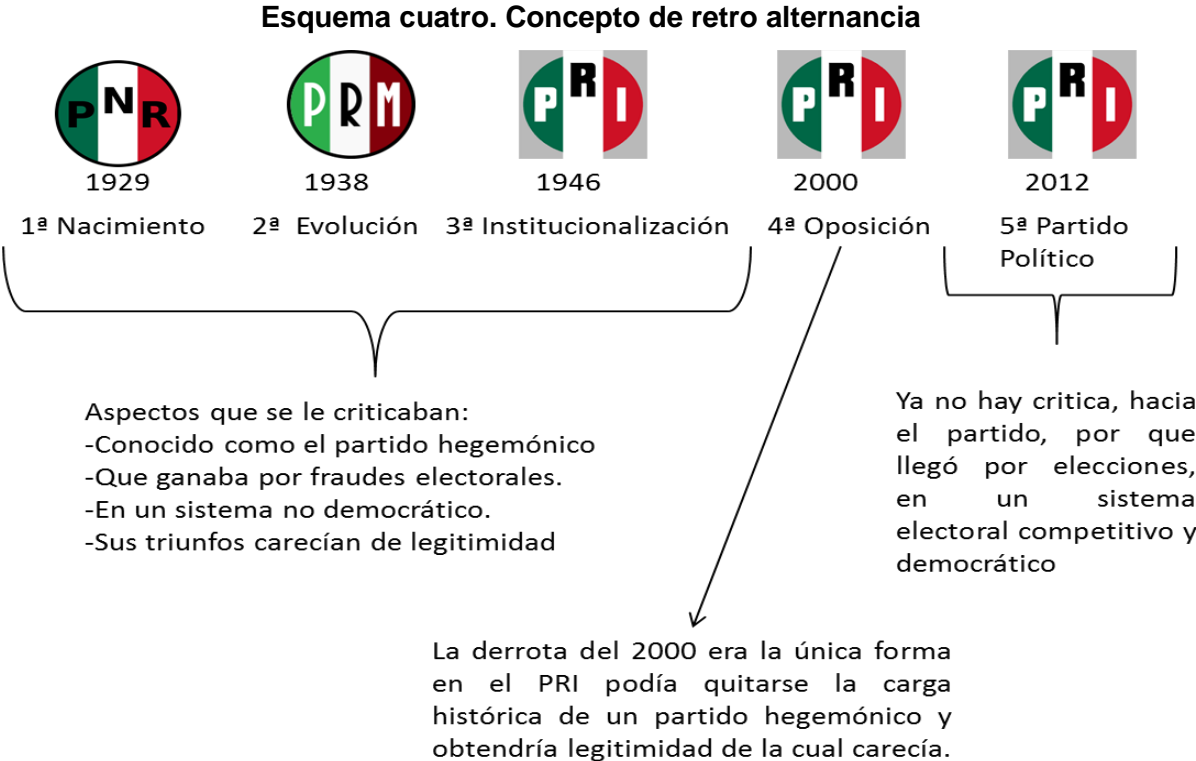 Esquema cuatro. Concepto de retro alternancia
PNR
PRM
PRI
PRI
PRI
1929
1938
1946
2000
2012
1ª Nacimiento
2ª Evolución
3ª Institucionalización
4ª Oposición
5ª Partido
Político
Aspectos que se le criticaban:
-Conocido como el partido hegemónico
-Que ganaba por fraudes electorales.
-En un sistema no democrático.
-Sus triunfos carecían de legitimidad
Ya no hay critica, hacia
el partido, por que
llegó por elecciones,
en un sistema
electoral competitivo y
democrático
La derrota del 2000 era la única forma
en el PRI podía quitarse la carga
histórica de un partido hegemónico y
obtendría legitimidad de la cual carecía.